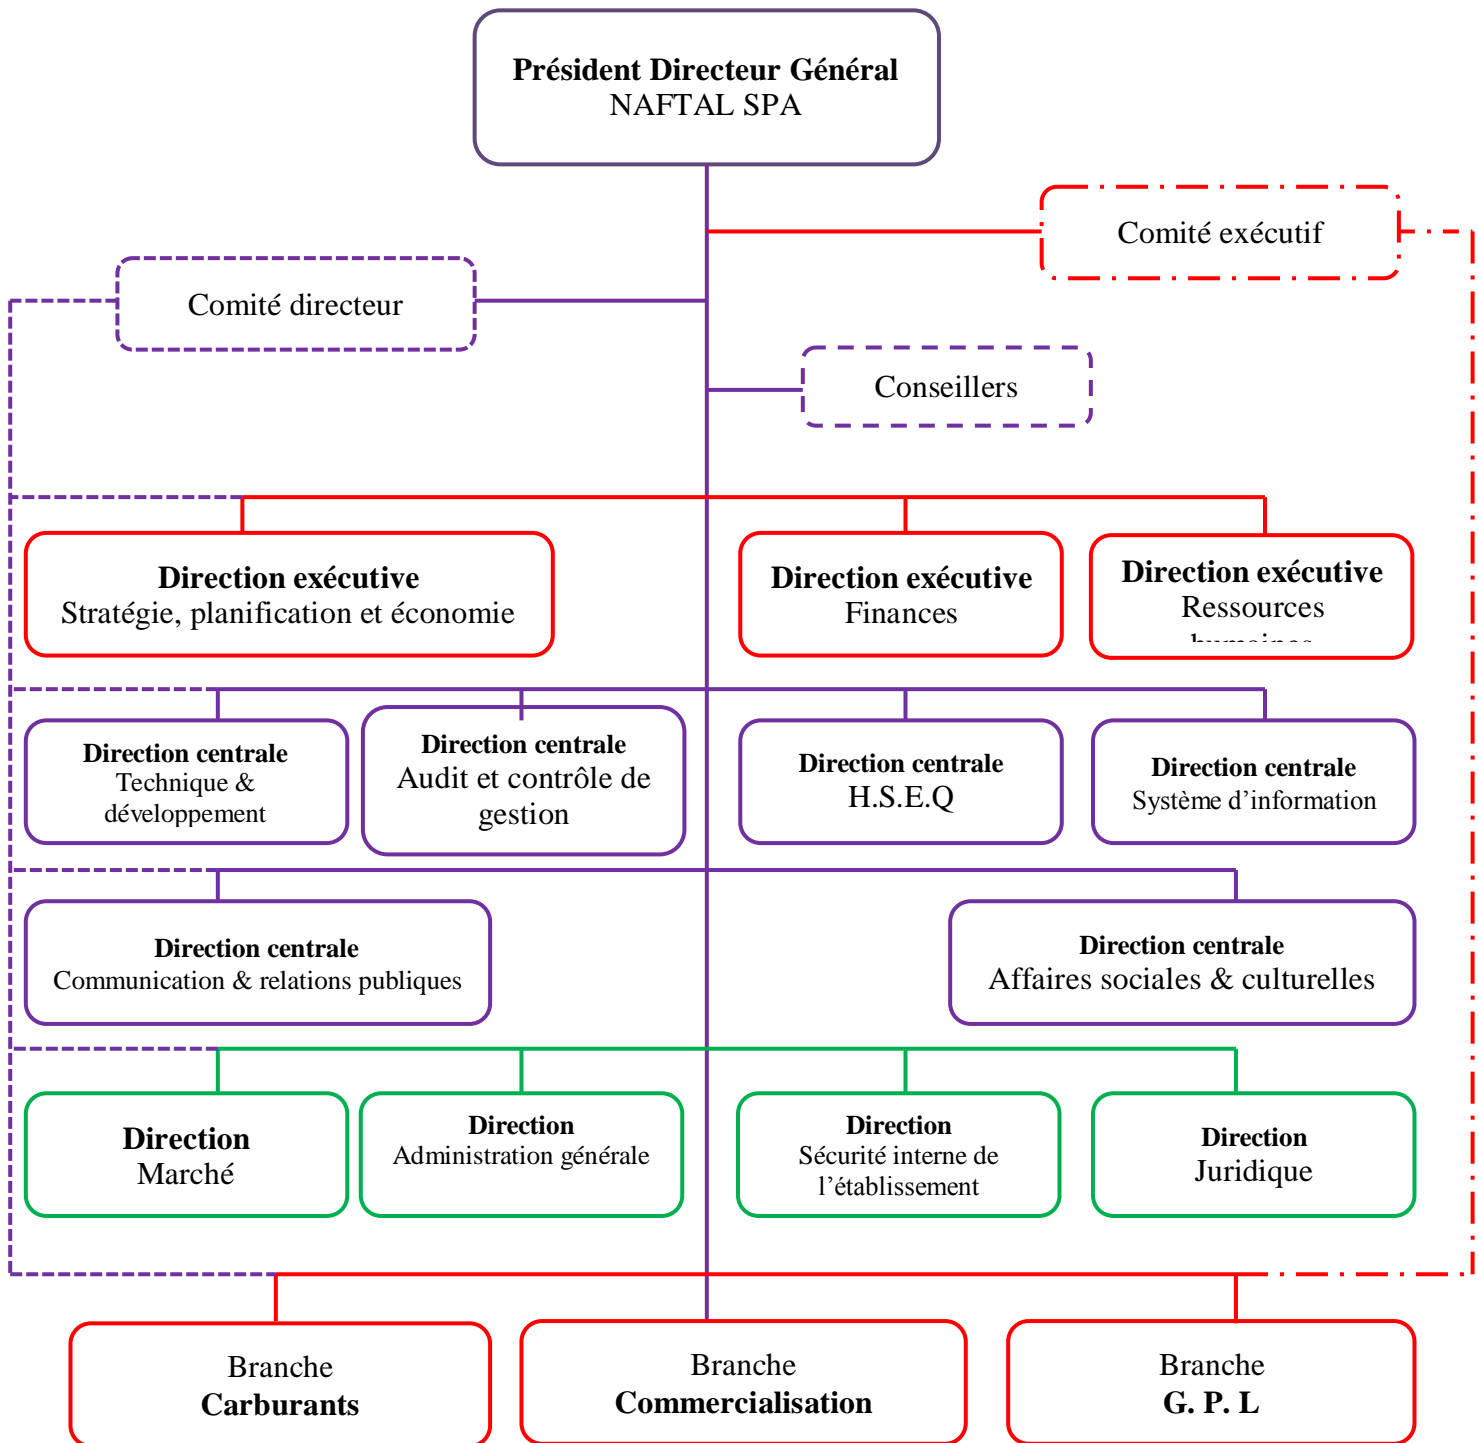 Président Directeur Général
NAFTAL SPA
Comité exécutif
Comité directeur
Conseillers
Direction exécutive
Stratégie, planification et économie
Direction exécutive
Finances
Direction exécutive
Ressources
humaines
Direction centrale
Technique &
développement
Direction centrale
Audit et contrôle de
gestion
Direction centrale
H.S.E.Q
Direction centrale
Système d’information
Direction centrale
Communication & relations publiques
Direction centrale
Affaires sociales & culturelles
Direction
Marché
Direction
Administration générale
Direction
Sécurité interne de
l’établissement
Direction
Juridique
Branche
Carburants
Branche
Commercialisation
Branche
G. P. L